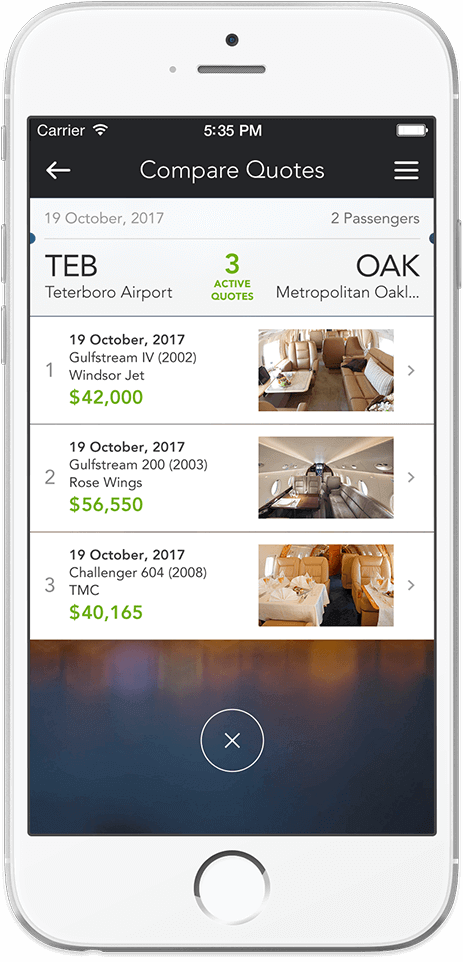 Carrier 5:35 PM
Compare Quotes
19 October, 2017 2 Passengers
TEB 3 OAK
Teterboro Airport ACTIVE QUOTES Metropolitan Oakl...
1
19 October, 2017
Gulfstream IV (2002)
Windsor Jet
$42,000
2
19 October, 2017
Gulfstream 200 (2003)
Rose Wings
$56,550
3
19 October, 2017
Challenger 604 (2008)
TMC
$40,165